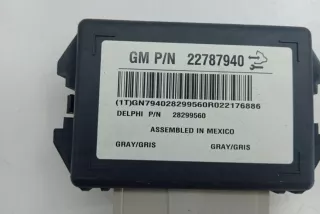 GM P/N 22787940
(1T)GN794028299560R022176886
DELPHI P/N 28299560
ASSEMBLED IN MEXICO
GRAY/GRIS GRAY/GRIS